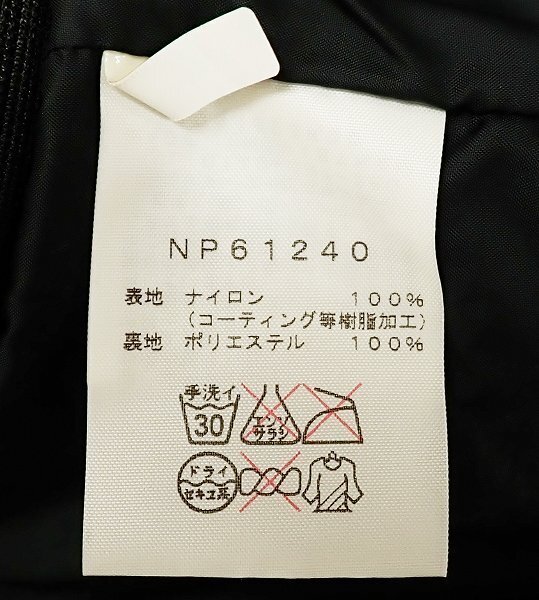 NP61240
表地 ナイロン 100%
(コーティング等樹脂加工)
裏地 ポリエステル 100%
手洗イ
30
エンソ
サラシ
ドライ
セキユ系